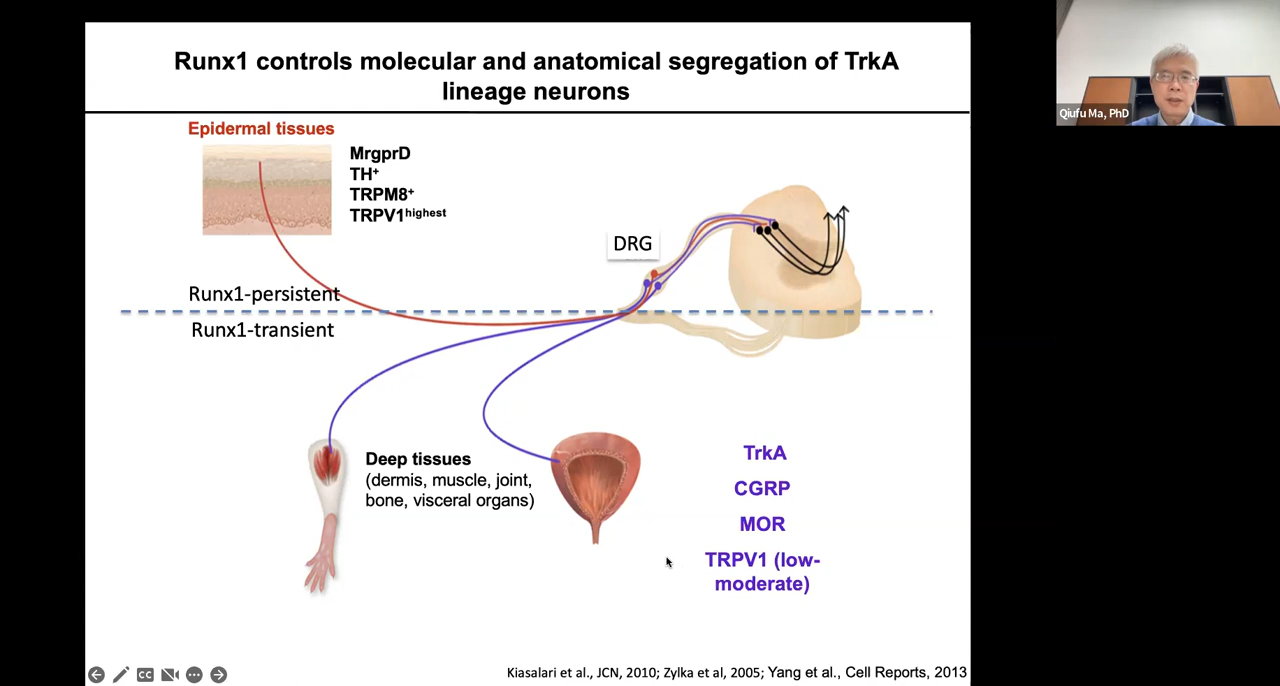 Runx1 controls molecular and anatomical segregation of TrkA
lineage neurons
Qiufu Ma, PhD
Epidermal tissues
MrgprD
TH+
TRPM8+
TRPV1highest
DRG
Runx1-persistent
Runx1-transient
Deep tissues
(dermis, muscle, joint,
bone, visceral organs)
TrkA
CGRP
MOR
TRPV1 (low-
moderate)
CC
Kiasalari et al., JCN, 2010; Zylka et al, 2005; Yang et al., Cell Reports, 2013